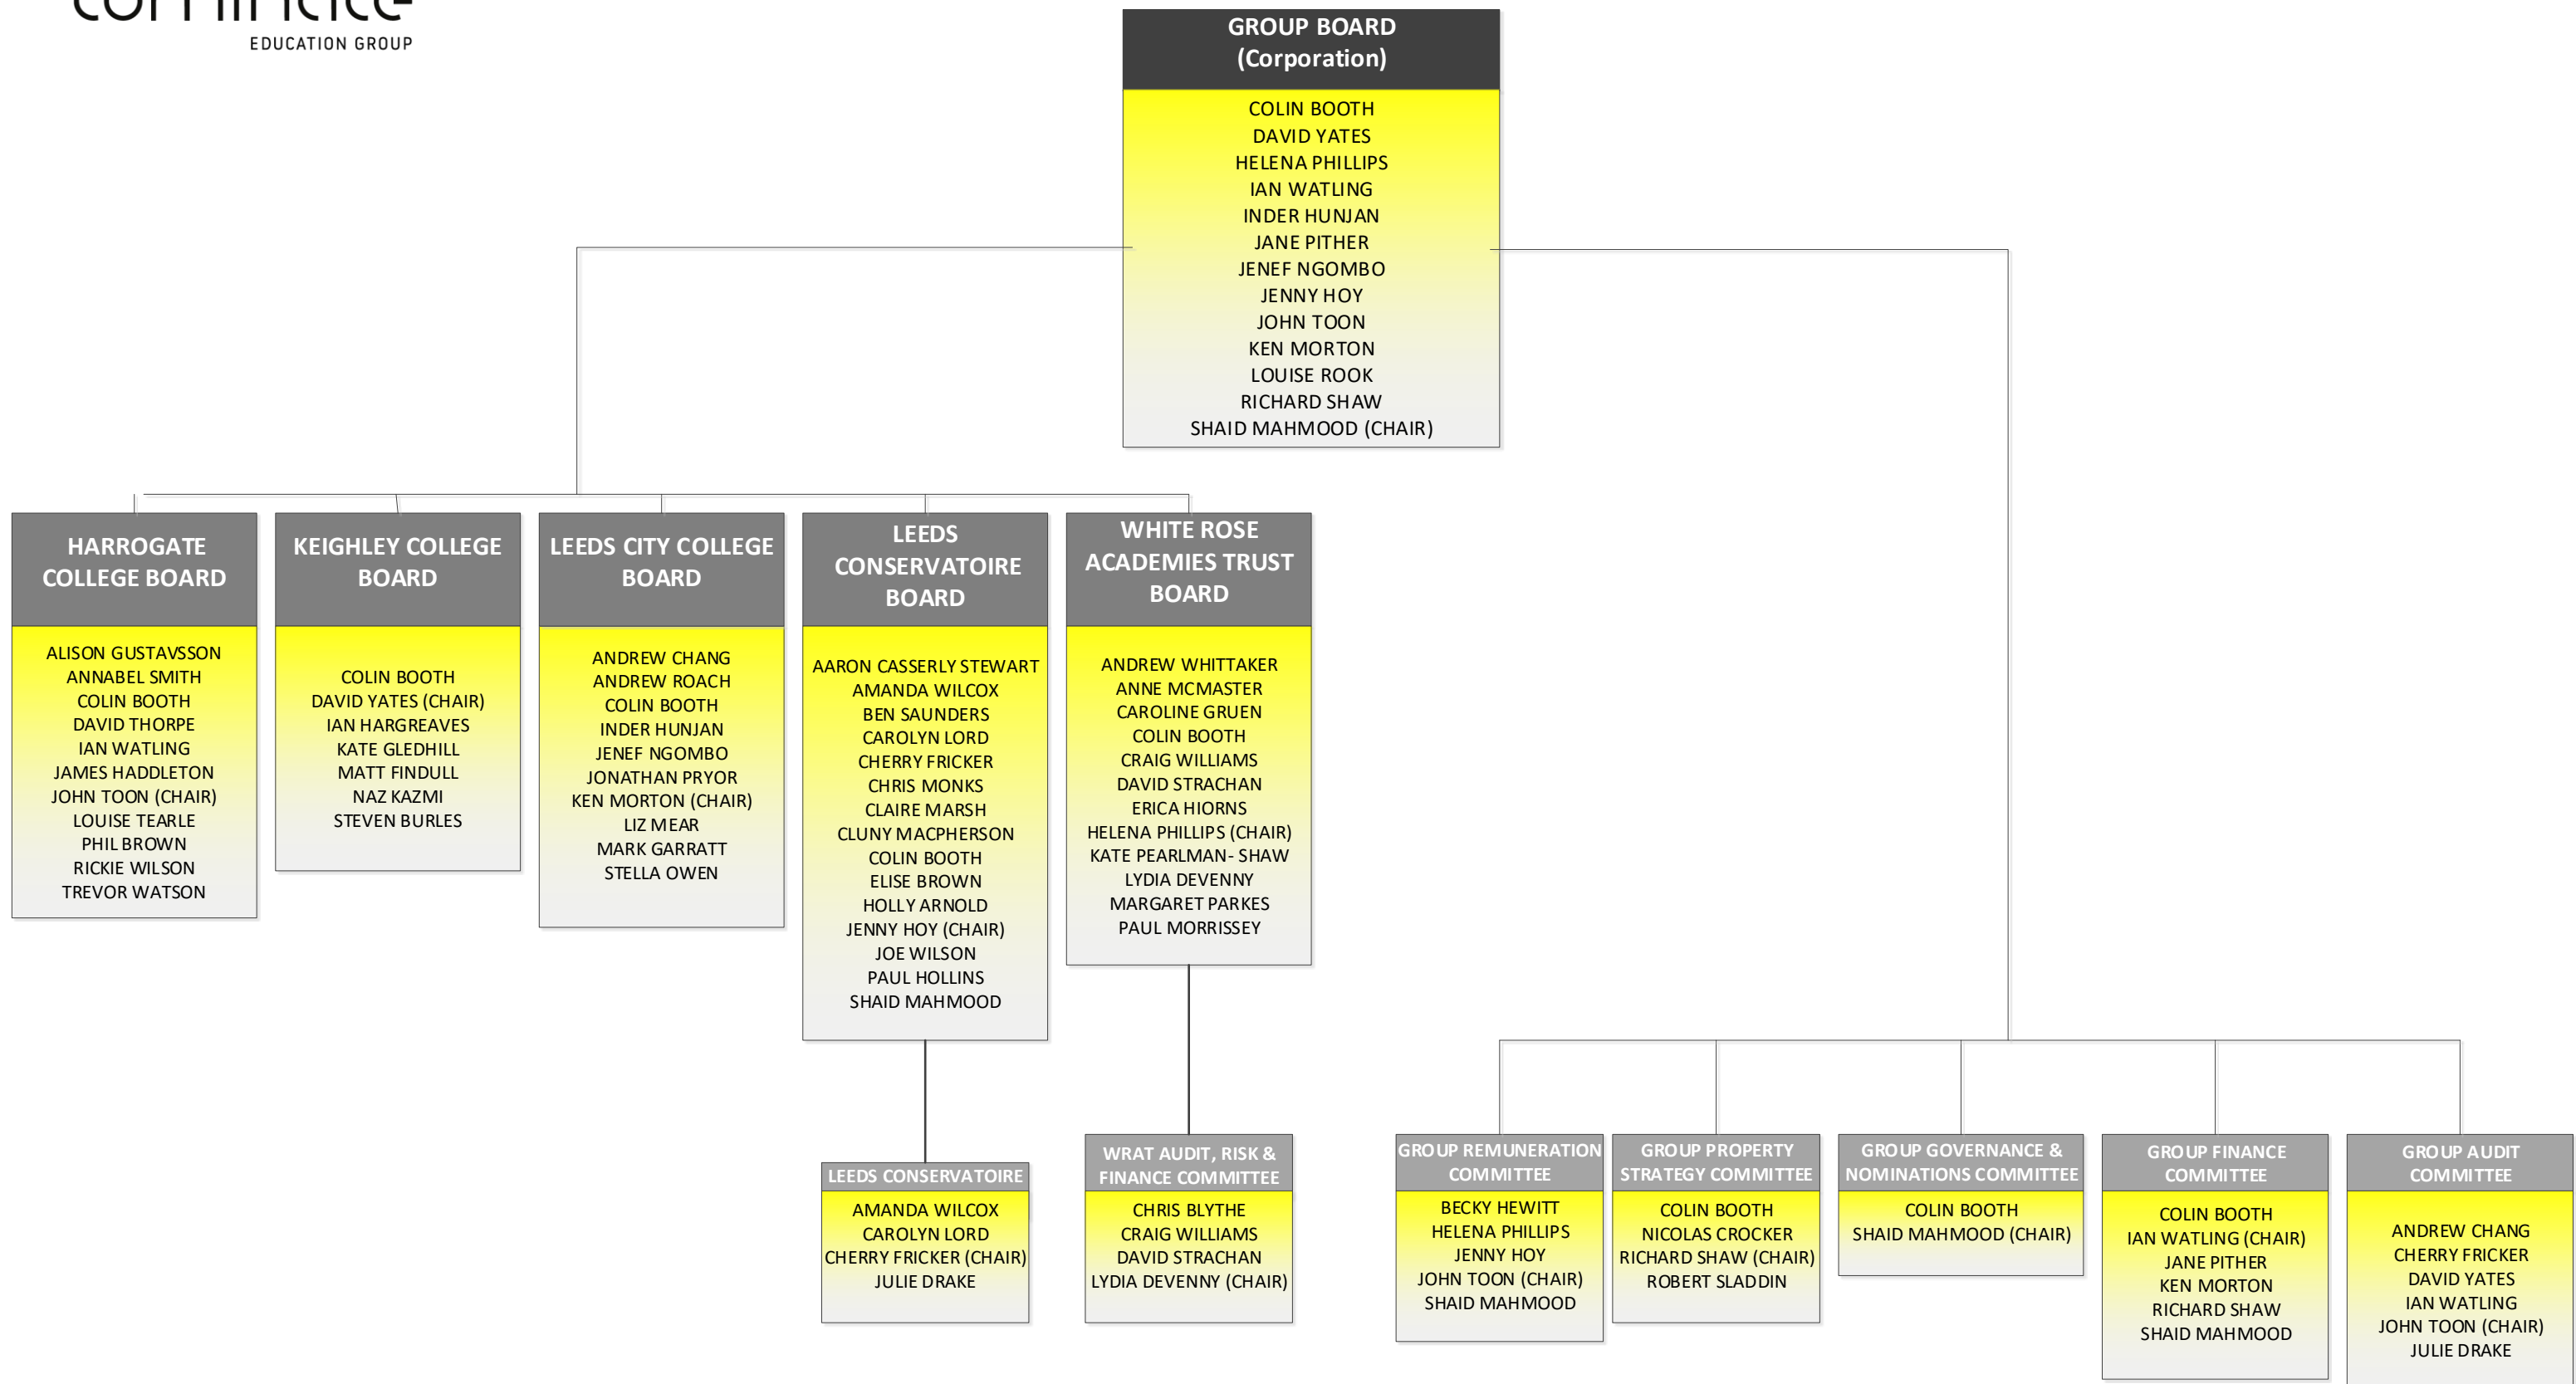 EDUCATION GROUP
GROUP BOARD
(Corporation)
COLIN BOOTH
DAVID YATES
HELENA PHILLIPS
IAN WATLING
INDER HUNJAN
JANE PITHER
JENEF NGOMBO
JENNY HOY
JOHN TOON
KEN MORTON
LOUISE ROOK
RICHARD SHAW
SHAID MAHMOOD (CHAIR)
HARROGATE
COLLEGE BOARD
ALISON GUSTAVSSON
ANNABEL SMITH
COLIN BOOTH
DAVID THORPE
IAN WATLING
JAMES HADDLETON
JOHN TOON (CHAIR)
LOUISE TEARLE
PHIL BROWN
RICKIE WILSON
TREVOR WATSON
KEIGHLEY COLLEGE
BOARD
COLIN BOOTH
DAVID YATES (CHAIR)
IAN HARGREAVES
KATE GLEDHILL
MATT FINDULL
NAZ KAZMI
STEVEN BURLES
LEEDS CITY COLLEGE
BOARD
ANDREW CHANG
ANDREW ROACH
COLIN BOOTH
INDER HUNJAN
JENEF NGOMBO
JONATHAN PRYOR
KEN MORTON (CHAIR)
LIZ MEAR
MARK GARRATT
STELLA OWEN
LEEDS
CONSERVATOIRE
BOARD
AARON CASSERLY STEWART
AMANDA WILCOX
BEN SAUNDERS
CAROLYN LORD
CHERRY FRICKER
CHRIS MONKS
CLAIRE MARSH
CLUNY MACPHERSON
COLIN BOOTH
ELISE BROWN
HOLLY ARNOLD
JENNY HOY (CHAIR)
JOE WILSON
PAUL HOLLINS
SHAID MAHMOOD
WHITE ROSE
ACADEMIES TRUST
BOARD
ANDREW WHITTAKER
ANNE MCMASTER
CAROLINE GRUEN
COLIN BOOTH
CRAIG WILLIAMS
DAVID STRACHAN
ERICA HIORNS
HELENA PHILLIPS (CHAIR)
KATE PEARLMAN- SHAW
LYDIA DEVENNY
MARGARET PARKES
PAUL MORRISSEY
LEEDS CONSERVATOIRE
AMANDA WILCOX
CAROLYN LORD
CHERRY FRICKER (CHAIR)
JULIE DRAKE
WRAT AUDIT, RISK &
FINANCE COMMITTEE
CHRIS BLYTHE
CRAIG WILLIAMS
DAVID STRACHAN
LYDIA DEVENNY (CHAIR)
GROUP REMUNERATION
COMMITTEE
BECKY HEWITT
HELENA PHILLIPS
JENNY HOY
JOHN TOON (CHAIR)
SHAID MAHMOOD
GROUP PROPERTY
STRATEGY COMMITTEE
COLIN BOOTH
NICOLAS CROCKER
RICHARD SHAW (CHAIR)
ROBERT SLADDIN
GROUP GOVERNANCE &
NOMINATIONS COMMITTEE
COLIN BOOTH
SHAID MAHMOOD (CHAIR)
GROUP FINANCE
COMMITTEE
COLIN BOOTH
IAN WATLING (CHAIR)
JANE PITHER
KEN MORTON
RICHARD SHAW
SHAID MAHMOOD
GROUP AUDIT
COMMITTEE
ANDREW CHANG
CHERRY FRICKER
DAVID YATES
IAN WATLING
JOHN TOON (CHAIR)
JULIE DRAKE